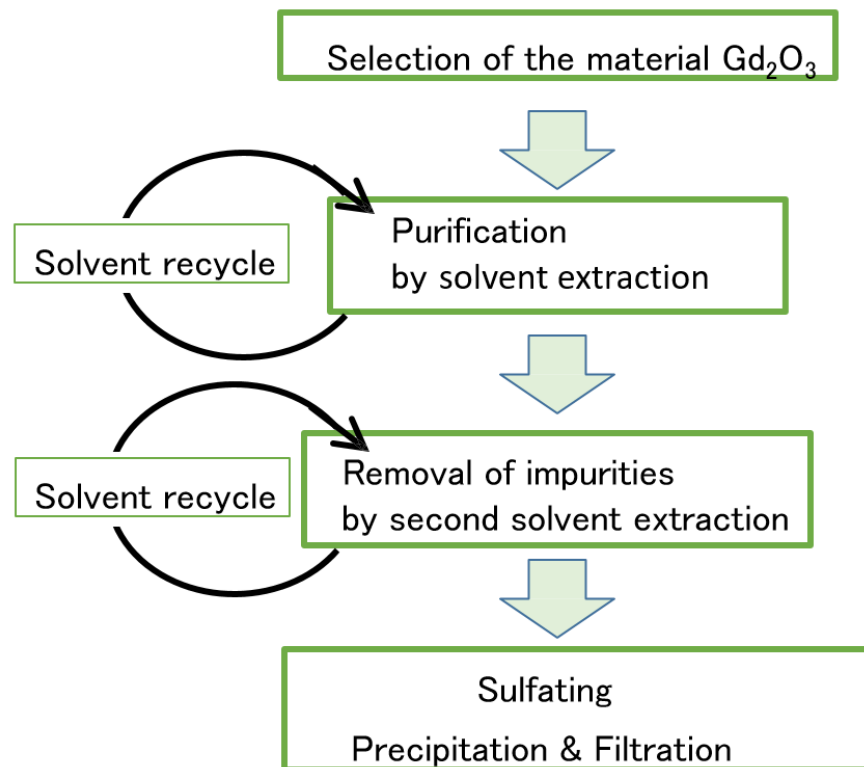 Selection of the material Gd₂O₃
Purification
by solvent extraction
Solvent recycle
Removal of impurities
by second solvent extraction
Solvent recycle
Sulfating
Precipitation & Filtration